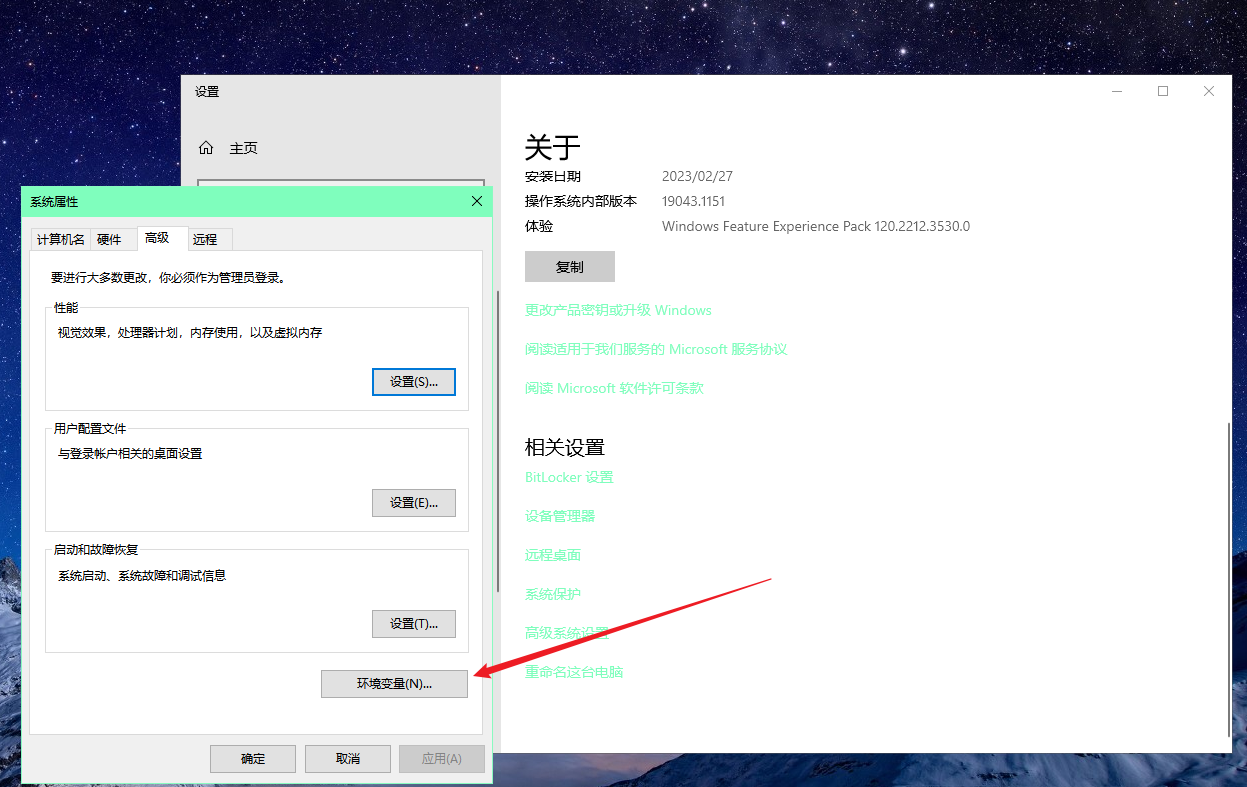 设置
主页
关于
安装日期 2023/02/27
操作系统内部版本 19043.1151
体验 Windows Feature Experience Pack 120.2212.3530.0
复制
更改产品密钥或升级 Windows
阅读适用于我们服务的 Microsoft 服务协议
阅读 Microsoft 软件许可条款
相关设置
BitLocker 设置
设备管理器
远程桌面
系统保护
高级系统设置
重命名这台电脑
系统属性
计算机名 硬件 高级 远程
要进行大多数更改，你必须作为管理员登录。
性能
视觉效果，处理器计划，内存使用，以及虚拟内存
设置(S)...
用户配置文件
与登录帐户相关的桌面设置
设置(E)...
启动和故障恢复
系统启动、系统故障和调试信息
设置(T)...
环境变量(N)...
确定 取消 应用(A)